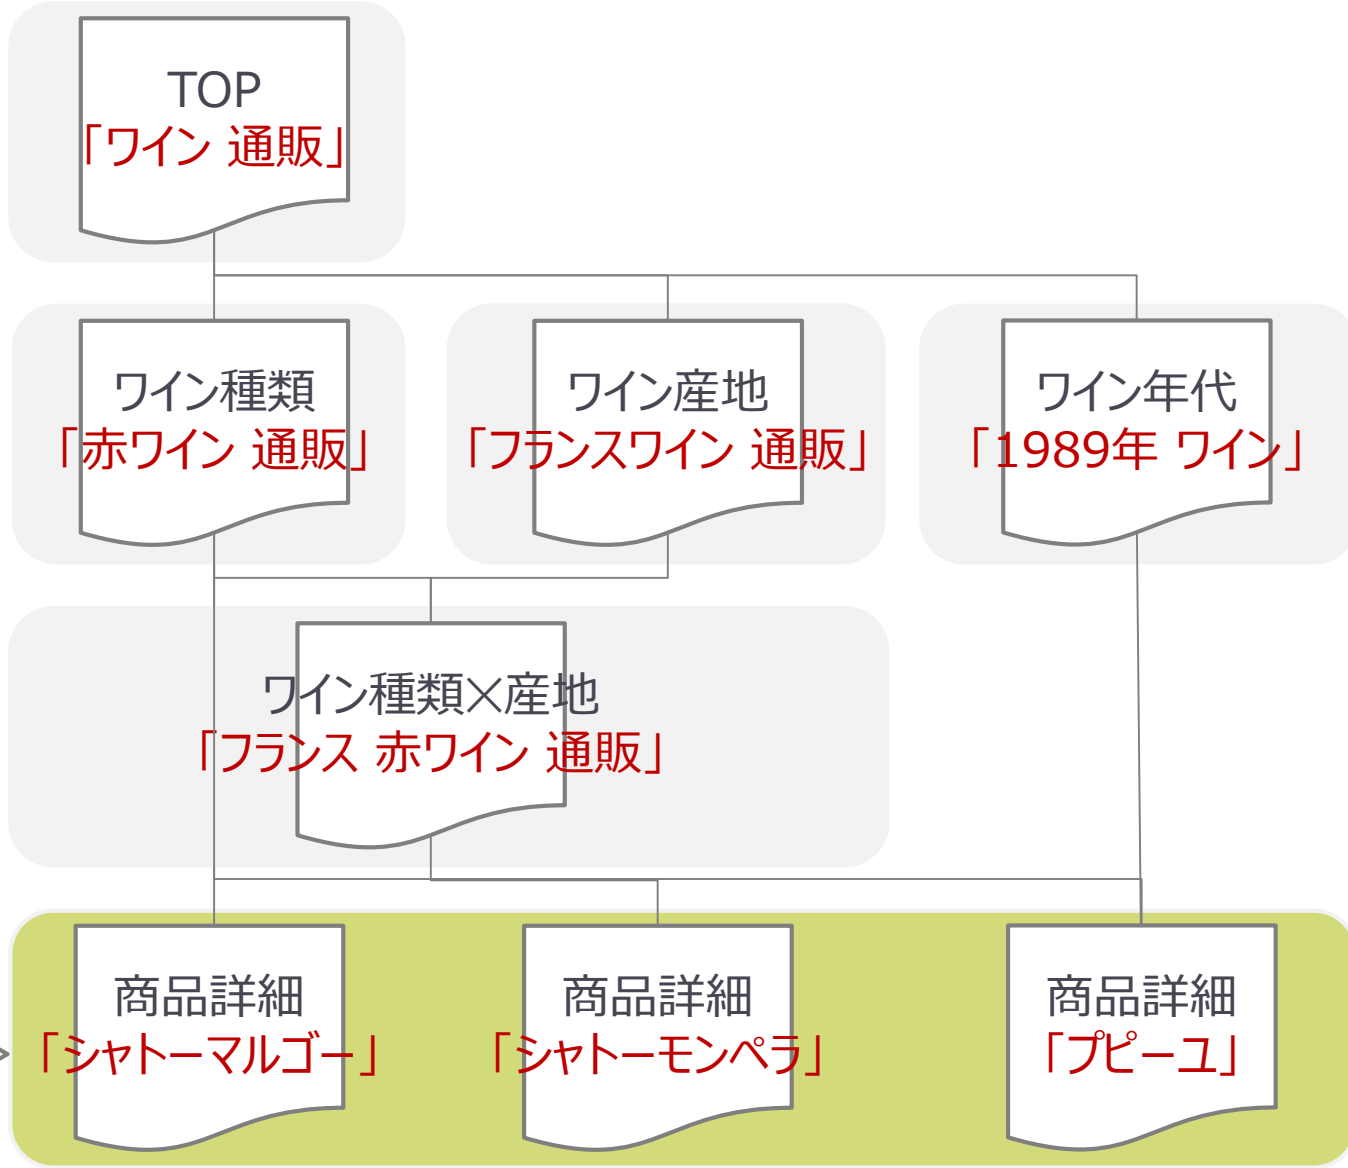 TOP
「ワイン 通販」
ワイン種類
「赤ワイン 通販」
ワイン産地
「フランスワイン 通販」
ワイン年代
「1989年 ワイン」
ワイン種類×産地
「フランス 赤ワイン 通販」
商品詳細
「シャトーマルゴー」
商品詳細
「シャトーモンペラ」
商品詳細
「プピーユ」